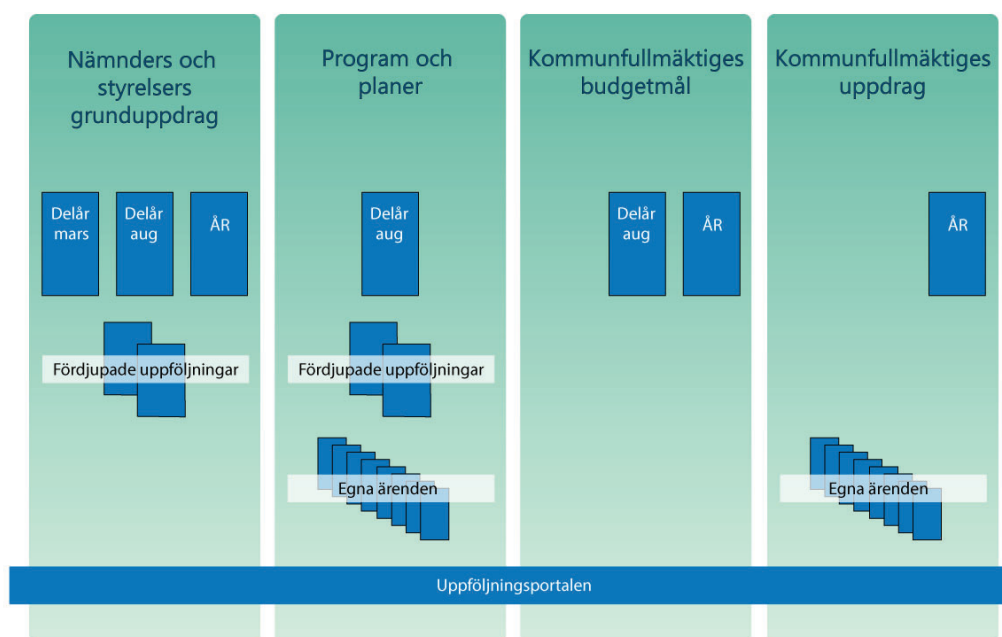 Nämnders och
styrelsers
grunduppdrag
Program och
planer
Kommunfullmäktiges
budgetmål
Kommunfullmäktiges
uppdrag
Delår
mars
Delår
aug
ÅR
Delår
aug
Delår
aug
ÅR
ÅR
Fördjupade uppföljningar
Fördjupade uppföljningar
Egna ärenden
Egna ärenden
Uppföljningsportalen